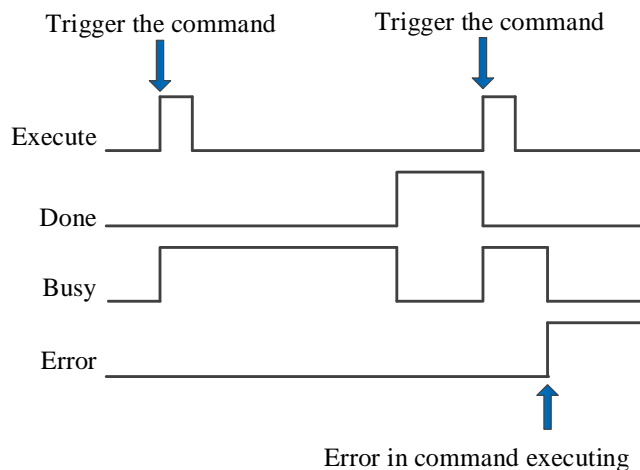 Trigger the command
Trigger the command
Execute
Done
Busy
Error
Error in command executing